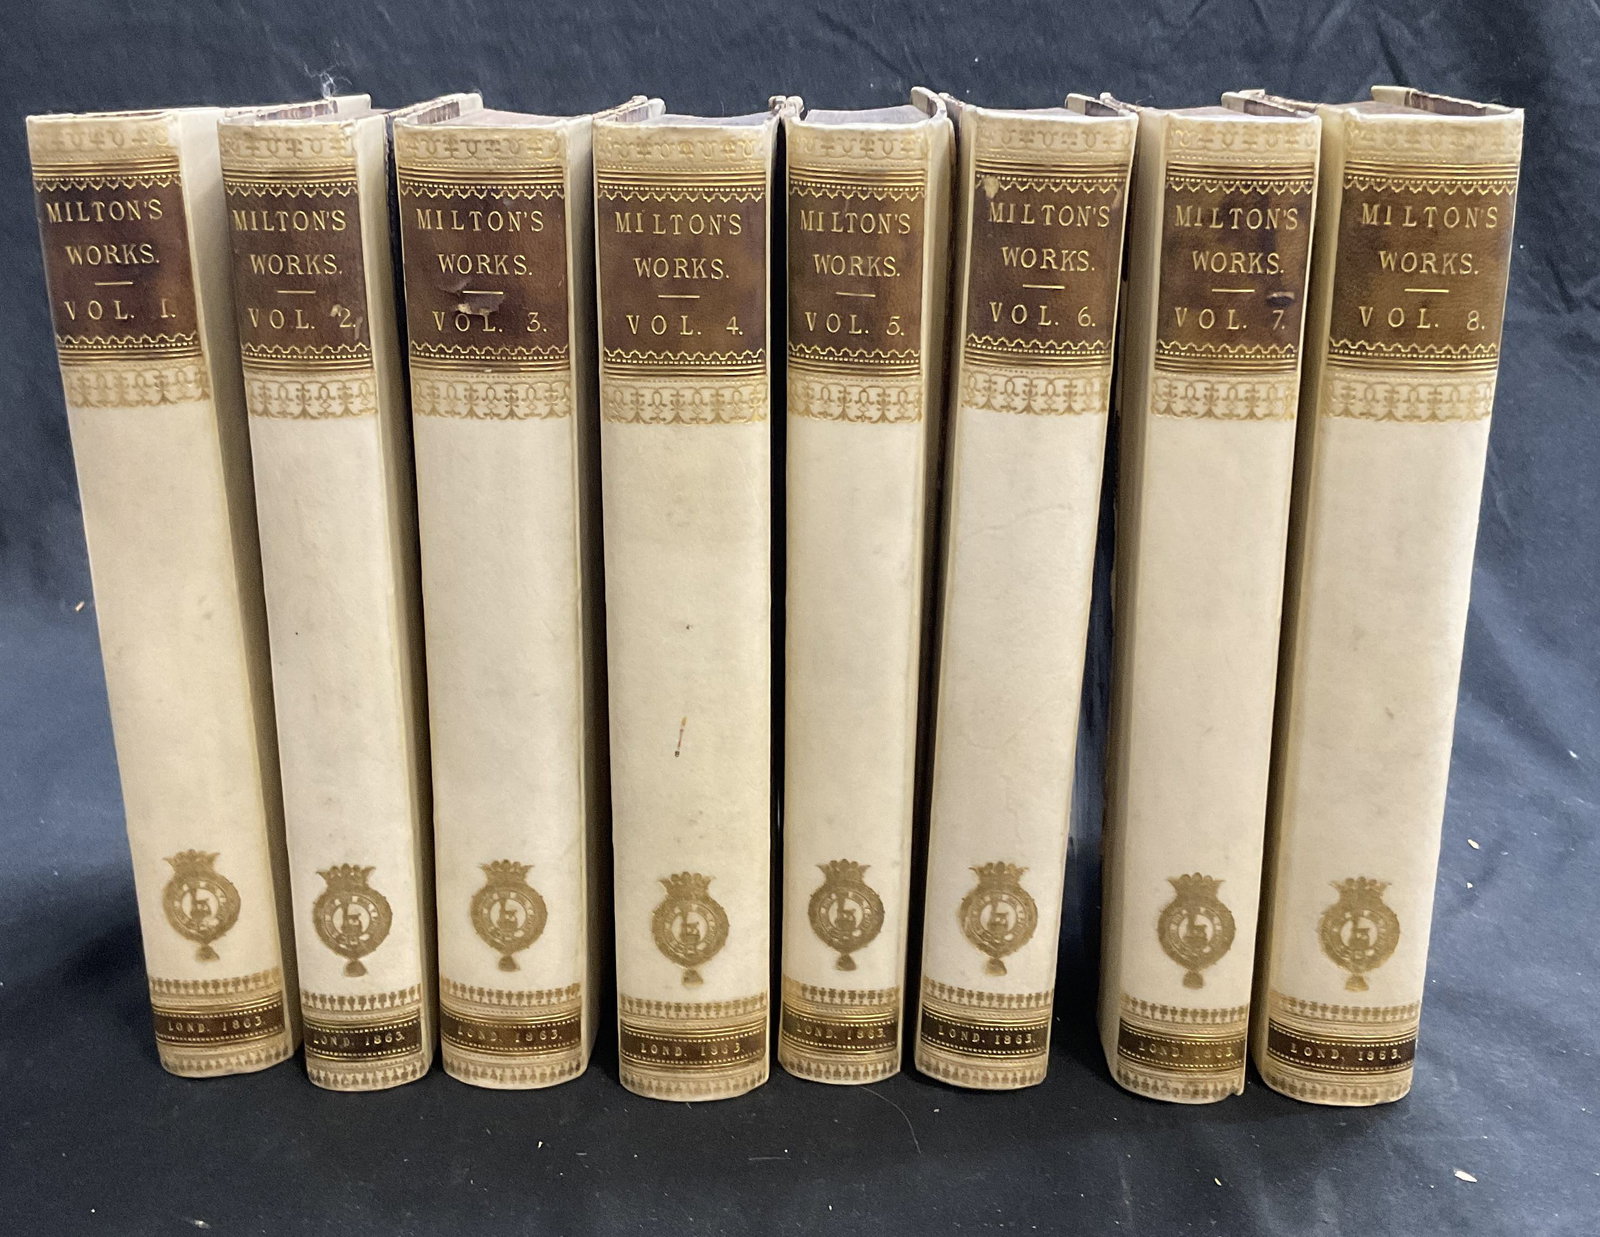 MILTON'S
WORKS.
VOL. 1.
LOND. 1863.
MILTON'S
WORKS.
VOL. 2.
LOND. 1863.
MILTON'S
WORKS.
VOL. 3.
LOND. 1863.
MILTON'S
WORKS.
VOL. 4.
LOND. 1863
MILTON'S
WORKS.
VOL. 5.
LOND. 1863.
MILTON'S
WORKS.
VOL. 6.
LOND. 1863.
MILTON'S
WORKS.
VOL. 7.
LOND. 1863.
MILTON'S
WORKS.
VOL. 8.
LOND. 1863.